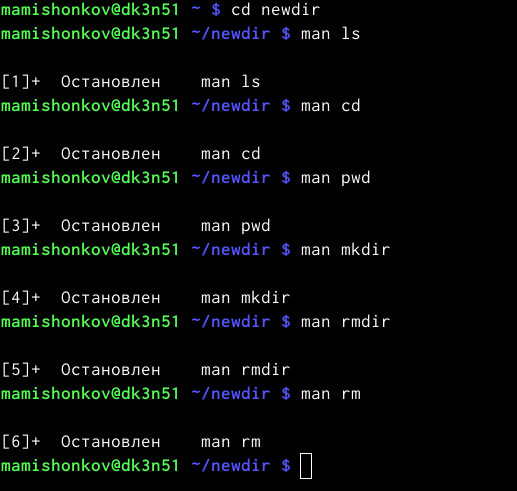 mamishonkov@dk3n51 ~ $ cd newdir
mamishonkov@dk3n51 ~/newdir $ man ls
[1]+  Остановлен    man ls
mamishonkov@dk3n51 ~/newdir $ man cd
[2]+  Остановлен    man cd
mamishonkov@dk3n51 ~/newdir $ man pwd
[3]+  Остановлен    man pwd
mamishonkov@dk3n51 ~/newdir $ man mkdir
[4]+  Остановлен    man mkdir
mamishonkov@dk3n51 ~/newdir $ man rmdir
[5]+  Остановлен    man rmdir
mamishonkov@dk3n51 ~/newdir $ man rm
[6]+  Остановлен    man rm
mamishonkov@dk3n51 ~/newdir $